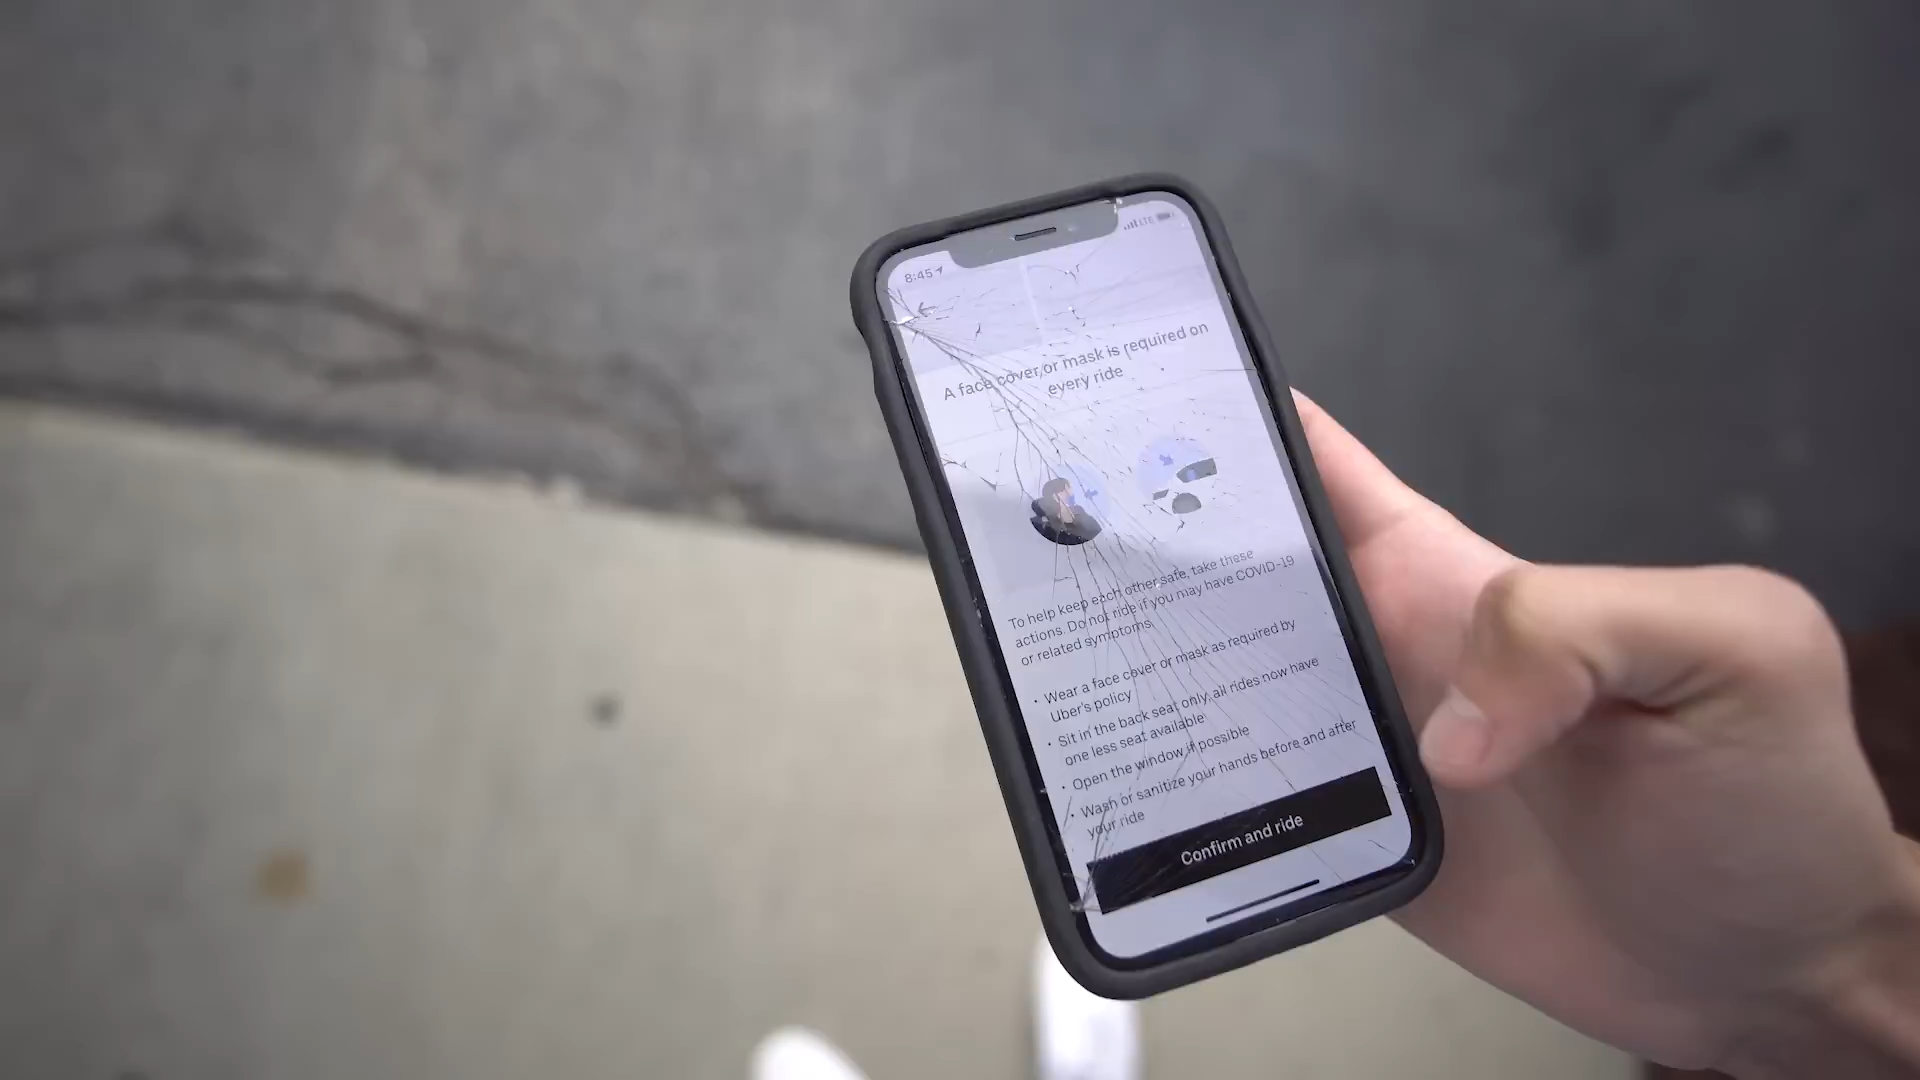 8:45
LTE
A face cover or mask is required on
every ride
To help keep each other safe, take these
actions. Do not ride if you may have COVID-19
or related symptoms.
• Wear a face cover or mask as required by
Uber's policy
• Sit in the back seat only, all rides now have
one less seat available
• Open the window if possible
• Wash or sanitize your hands before and after
your ride
Confirm and ride